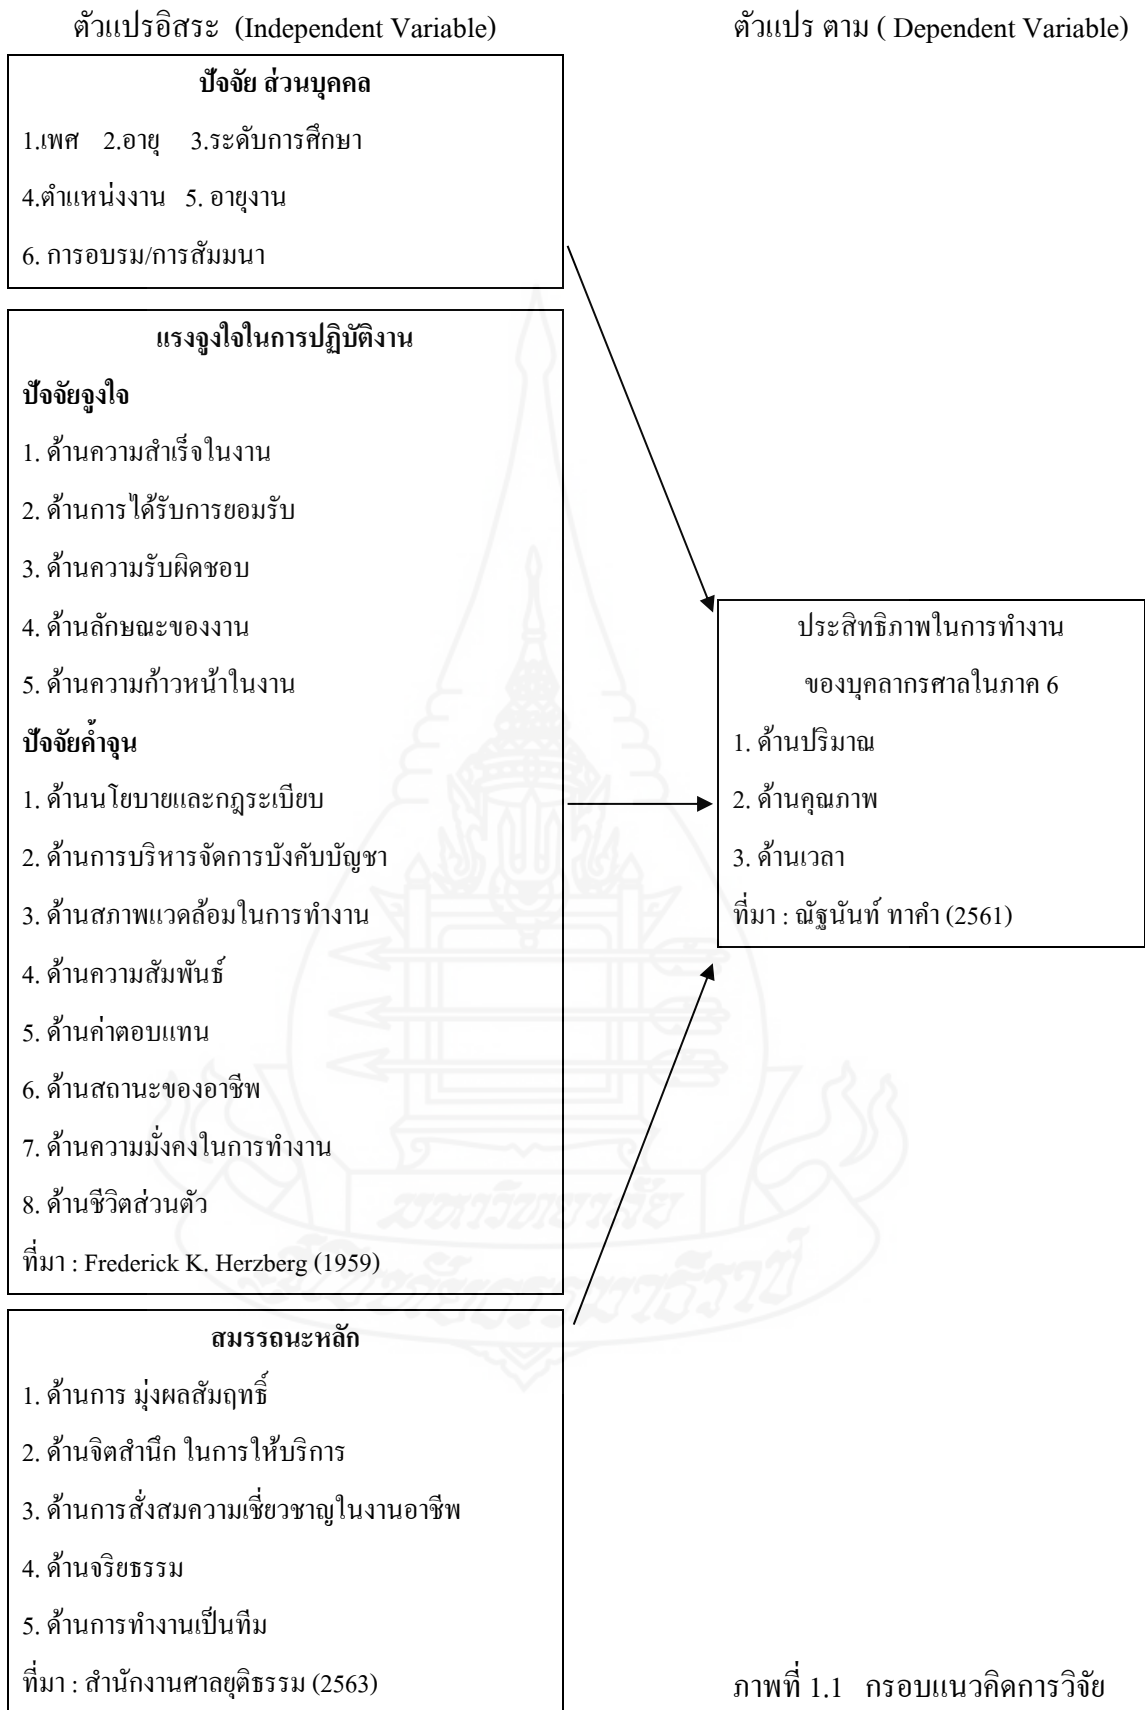 ตัวแปรอิสระ (Independent Variable)
ตัวแปร ตาม ( Dependent Variable)
ปัจจัย ส่วนบุคคล
1.เพศ 2.อายุ 3.ระดับการศึกษา
4.ตำแหน่งงาน 5. อายุงาน
6. การอบรม/การสัมมนา
แรงจูงใจในการปฏิบัติงาน
ปัจจัยจูงใจ
1. ด้านความสำเร็จในงาน
2. ด้านการได้รับการยอมรับ
3. ด้านความรับผิดชอบ
4. ด้านลักษณะของงาน
5. ด้านความก้าวหน้าในงาน
ปัจจัยค้ำจุน
1. ด้านนโยบายและกฎระเบียบ
2. ด้านการบริหารจัดการบังคับบัญชา
3. ด้านสภาพแวดล้อมในการทำงาน
4. ด้านความสัมพันธ์
5. ด้านค่าตอบแทน
6. ด้านสถานะของอาชีพ
7. ด้านความมั่งคงในการทำงาน
8. ด้านชีวิตส่วนตัว
ที่มา : Frederick K. Herzberg (1959)
สมรรถนะหลัก
1. ด้านการ มุ่งผลสัมฤทธิ์
2. ด้านจิตสำนึก ในการให้บริการ
3. ด้านการสั่งสมความเชี่ยวชาญในงานอาชีพ
4. ด้านจริยธรรม
5. ด้านการทำงานเป็นทีม
ที่มา : สำนักงานศาลยุติธรรม (2563)
ประสิทธิภาพในการทำงาน
ของบุคลากรศาลในภาค 6
1. ด้านปริมาณ
2. ด้านคุณภาพ
3. ด้านเวลา
ที่มา : ณัฐนันท์ ทาคำ (2561)
ภาพที่ 1.1 กรอบแนวคิดการวิจัย
มหาวิทยาลัย
สุโขทัยธรรมาธิราช